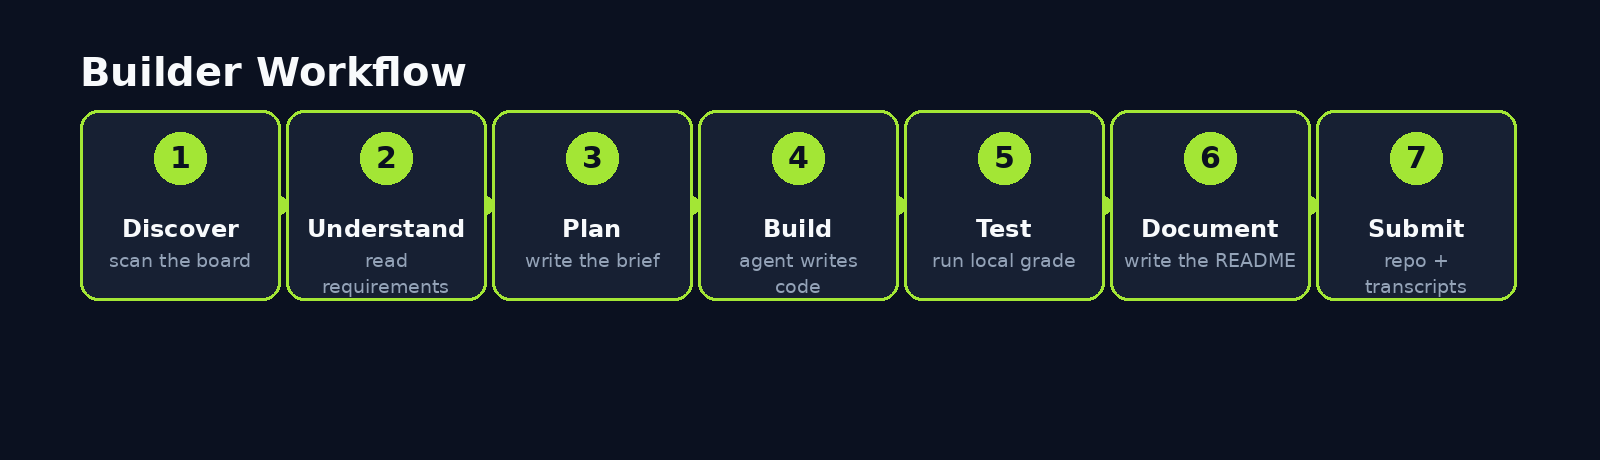 Builder Workflow
1
Discover
scan the board
2
Understand
read
requirements
3
Plan
write the brief
4
Build
agent writes
code
5
Test
run local grade
6
Document
write the README
7
Submit
repo +
transcripts